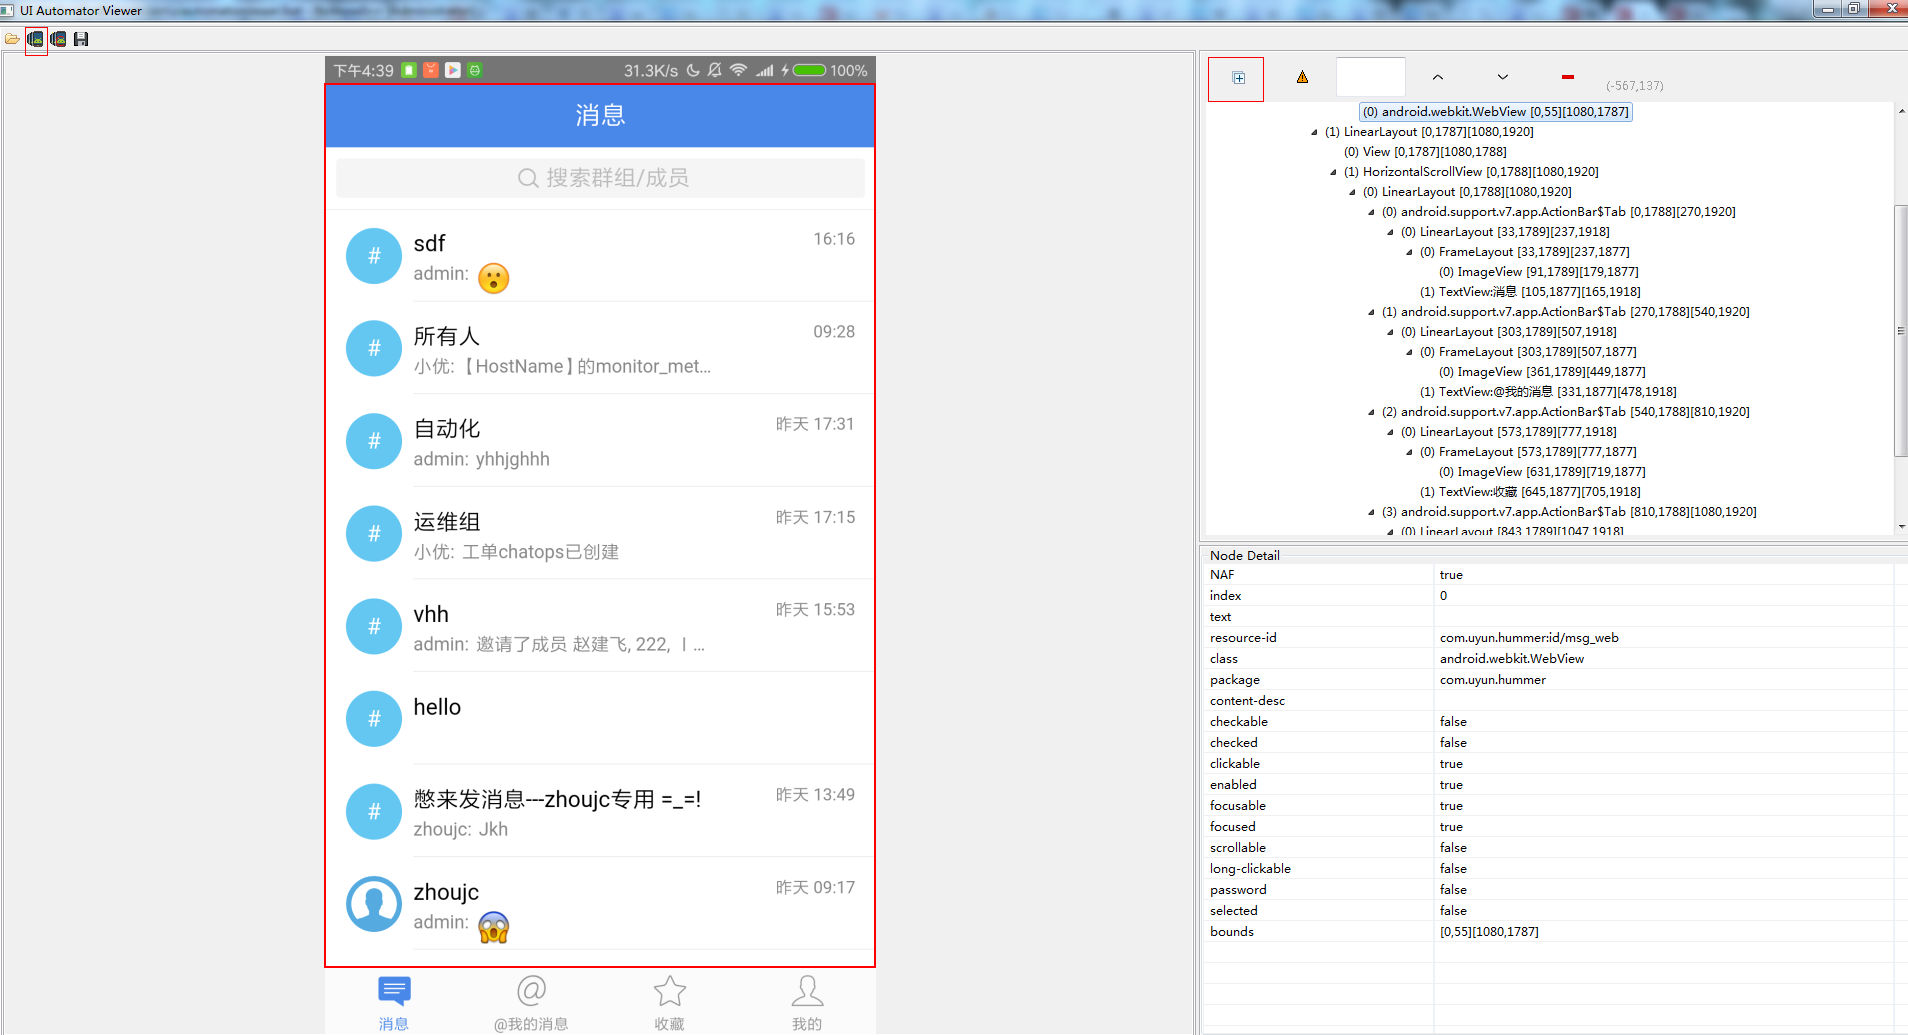 UI Automator Viewer
下午4:39
31.3K/s
100%
消息
搜索群组/成员
#
sdf
16:16
admin: 😮
#
所有人
09:28
小优:【HostName】的monitor_met...
#
自动化
昨天 17:31
admin: yhhjghhh
#
运维组
昨天 17:15
小优: 工单chatops已创建
#
vhh
昨天 15:53
admin: 邀请了成员 赵建飞, 222, 丨...
#
hello
#
憋来发消息---zhoujc专用 =_=!
昨天 13:49
zhoujc: Jkh
zhoujc
昨天 09:17
admin: 😱
消息
@我的消息
收藏
我的
(-567,137)
(0) android.webkit.WebView [0,55][1080,1787]
(1) LinearLayout [0,1787][1080,1920]
(0) View [0,1787][1080,1788]
(1) HorizontalScrollView [0,1788][1080,1920]
(0) LinearLayout [0,1788][1080,1920]
(0) android.support.v7.app.ActionBar$Tab [0,1788][270,1920]
(0) LinearLayout [33,1789][237,1918]
(0) FrameLayout [33,1789][237,1877]
(0) ImageView [91,1789][179,1877]
(1) TextView:消息 [105,1877][165,1918]
(1) android.support.v7.app.ActionBar$Tab [270,1788][540,1920]
(0) LinearLayout [303,1789][507,1918]
(0) FrameLayout [303,1789][507,1877]
(0) ImageView [361,1789][449,1877]
(1) TextView:@我的消息 [331,1877][478,1918]
(2) android.support.v7.app.ActionBar$Tab [540,1788][810,1920]
(0) LinearLayout [573,1789][777,1918]
(0) FrameLayout [573,1789][777,1877]
(0) ImageView [631,1789][719,1877]
(1) TextView:收藏 [645,1877][705,1918]
(3) android.support.v7.app.ActionBar$Tab [810,1788][1080,1920]
(0) LinearLayout [843,1789][1047,1918]
Node Detail
NAF true
index 0
text
resource-id com.uyun.hummer:id/msg_web
class android.webkit.WebView
package com.uyun.hummer
content-desc
checkable false
checked false
clickable true
enabled true
focusable true
focused true
scrollable false
long-clickable false
password false
selected false
bounds [0,55][1080,1787]